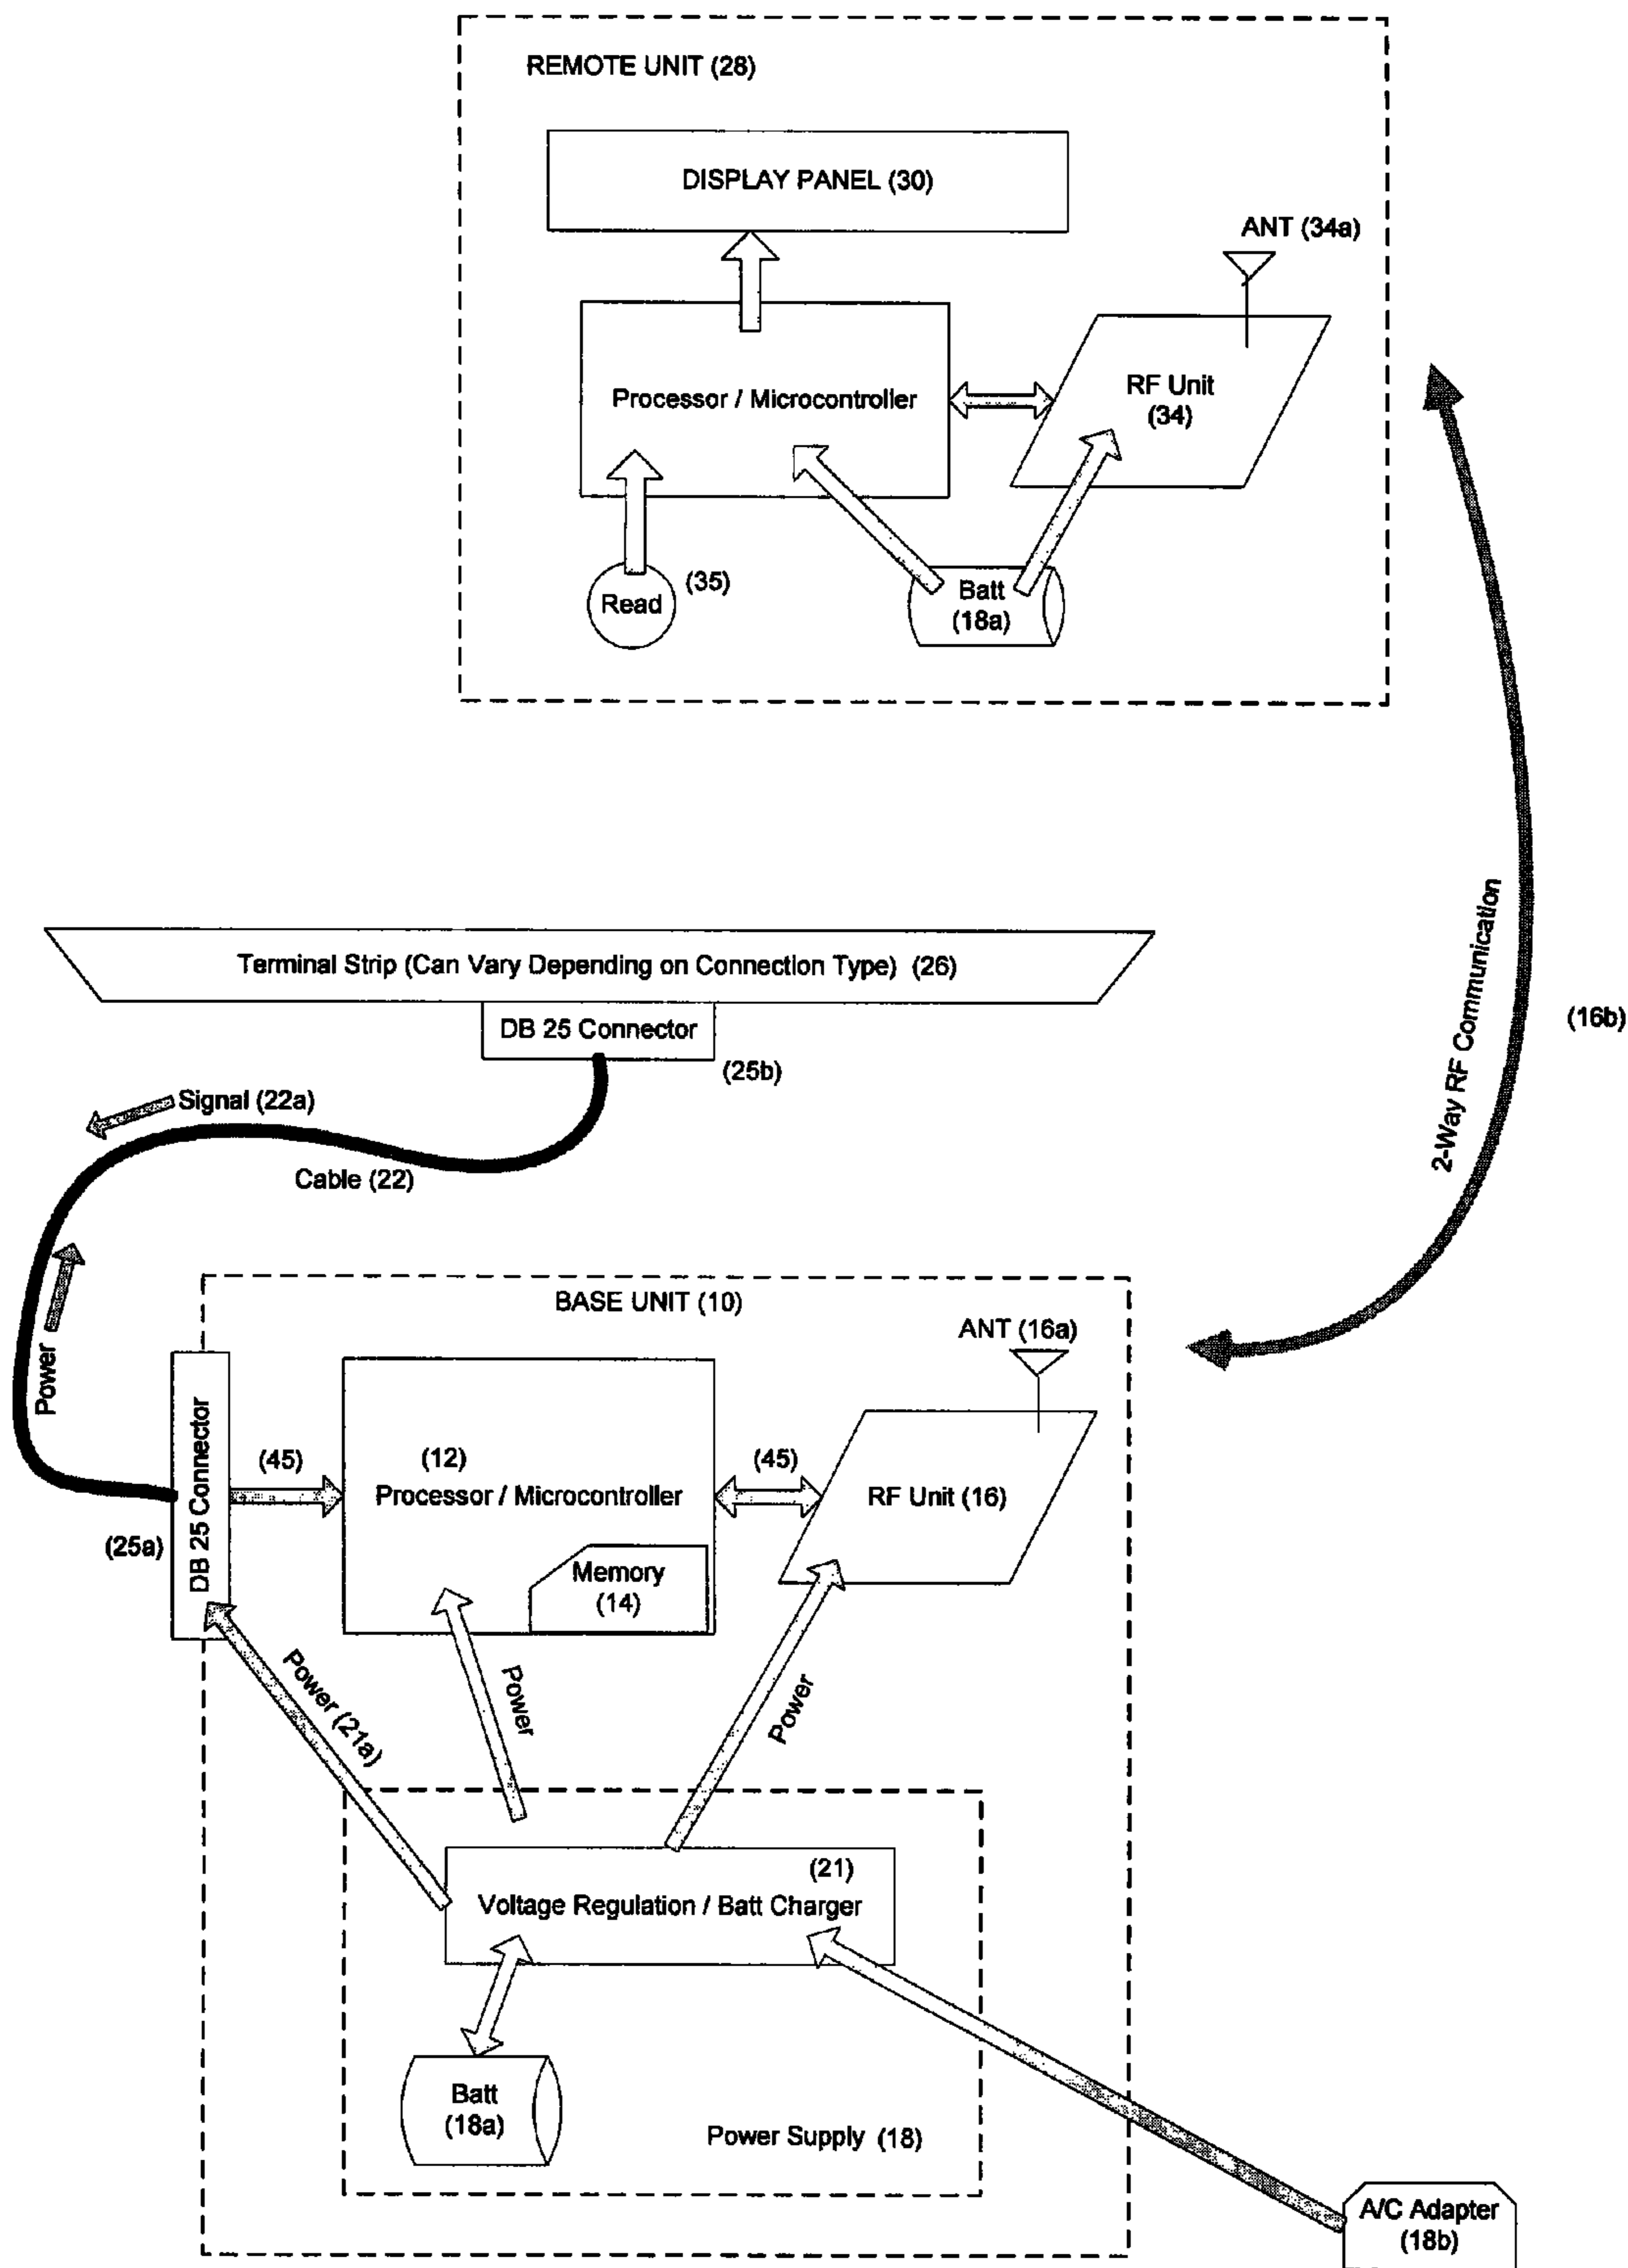 REMOTE UNIT (28)
DISPLAY PANEL (30)
ANT (34a)
Processor / Microcontroller
RF Unit
(34)
Read
(35)
Batt
(18a)
2-Way RF Communication
(16b)
Terminal Strip (Can Vary Depending on Connection Type) (26)
DB 25 Connector
(25b)
Signal (22a)
Cable (22)
Power
BASE UNIT (10)
ANT (16a)
DB 25 Connector
(25a)
(45)
(12)
Processor / Microcontroller
(45)
RF Unit (16)
Memory
(14)
Power (21a)
Power
Power
(21)
Voltage Regulation / Batt Charger
Batt
(18a)
Power Supply (18)
A/C Adapter
(18b)